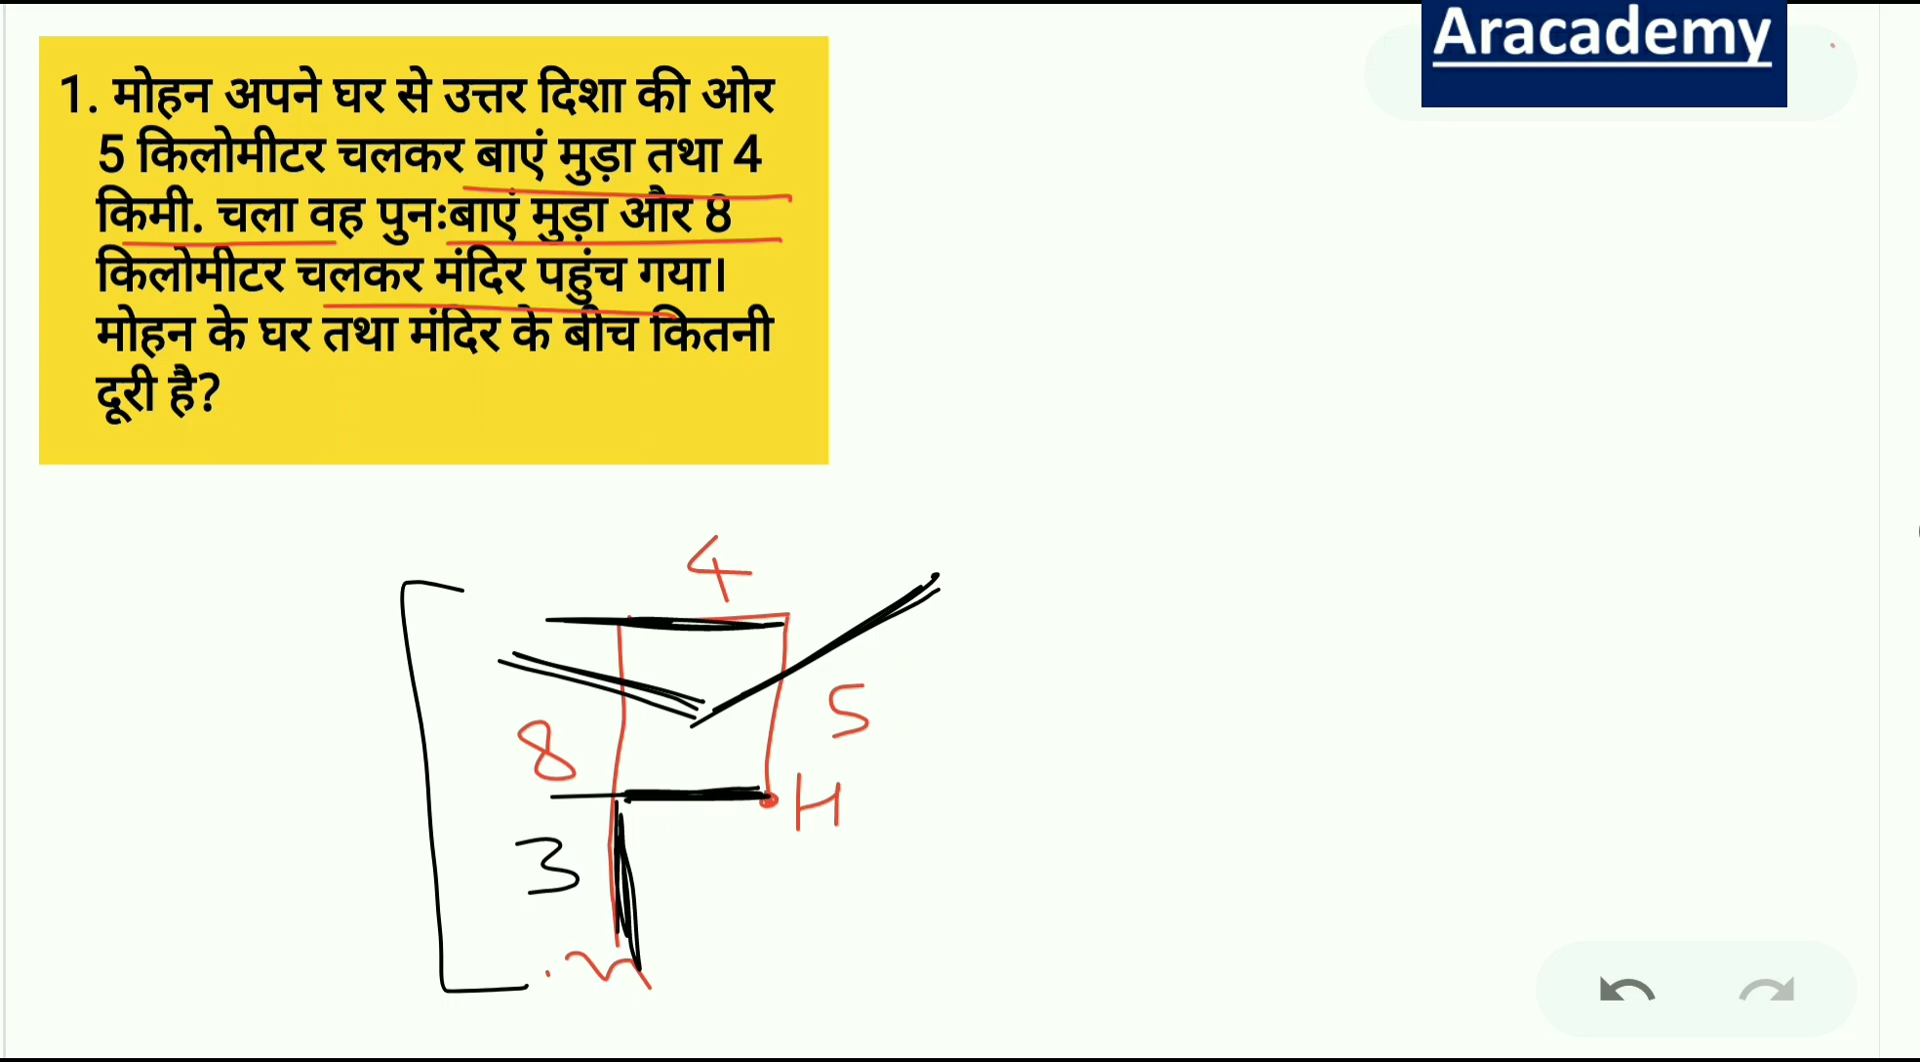 Aracademy
1. मोहन अपने घर से उत्तर दिशा की ओर
5 किलोमीटर चलकर बाएं मुड़ा तथा 4
किमी. चला वह पुनःबाएं मुड़ा और 8
किलोमीटर चलकर मंदिर पहुंच गया।
मोहन के घर तथा मंदिर के बीच कितनी
दूरी है?
4
5
8
H
3